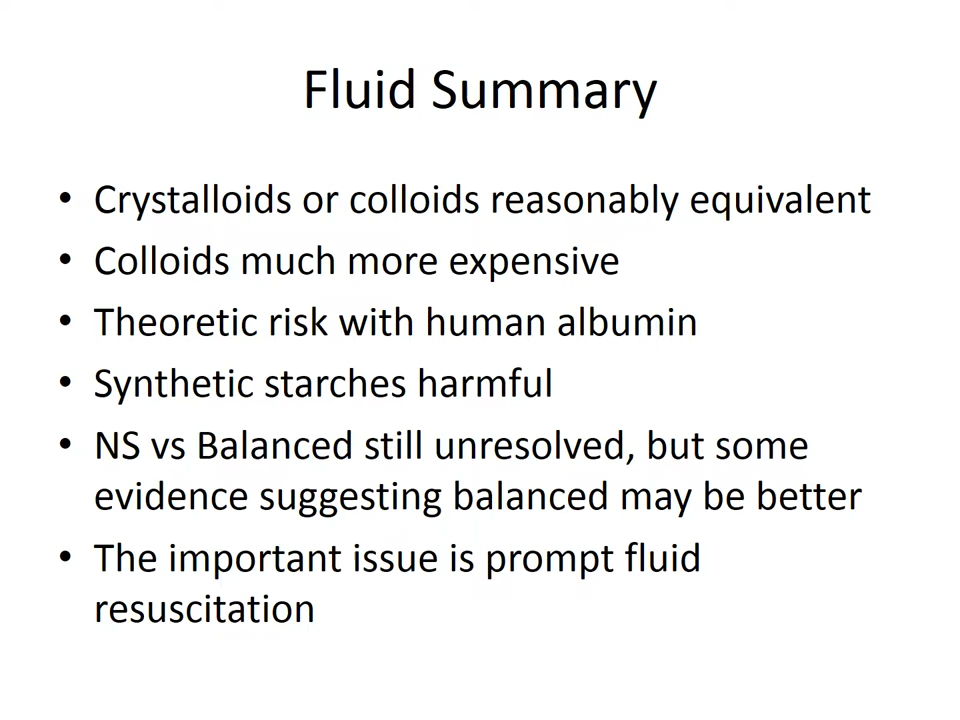 Fluid Summary
• Crystalloids or colloids reasonably equivalent
• Colloids much more expensive
• Theoretic risk with human albumin
• Synthetic starches harmful
• NS vs Balanced still unresolved, but some
evidence suggesting balanced may be better
• The important issue is prompt fluid
resuscitation